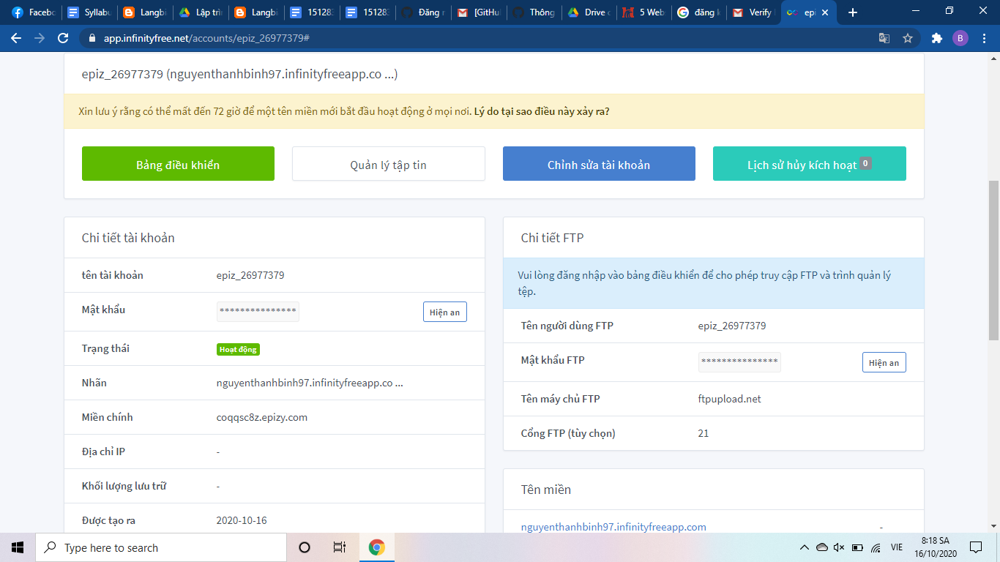 Facebo
Syllabu
Langbi
Lập trìn
Langbi
15128
15128
Đăng n
[GitHu
Thông
Drive c
5 Web
đăng k
Verify
epi
app.infinityfree.net/accounts/epiz_26977379#
B
epiz_26977379 (nguyenthanhbinh97.infinityfreeapp.co ...)
Xin lưu ý rằng có thể mất đến 72 giờ để một tên miền mới bắt đầu hoạt động ở mọi nơi. Lý do tại sao điều này xảy ra?
Bảng điều khiển
Quản lý tập tin
Chỉnh sửa tài khoản
Lịch sử hủy kích hoạt 0
Chi tiết tài khoản
tên tài khoản epiz_26977379
Mật khẩu *************** Hiện an
Trạng thái Hoạt động
Nhãn nguyenthanhbinh97.infinityfreeapp.co ...
Miền chính coqqsc8z.epizy.com
Địa chỉ IP -
Khối lượng lưu trữ -
Được tạo ra 2020-10-16
Chi tiết FTP
Vui lòng đăng nhập vào bảng điều khiển để cho phép truy cập FTP và trình quản lý
tệp.
Tên người dùng FTP epiz_26977379
Mật khẩu FTP *************** Hiện an
Tên máy chủ FTP ftpupload.net
Cổng FTP (tùy chọn) 21
Tên miền
nguyenthanhbinh97.infinityfreeapp.com -
Type here to search
VIE
8:18 SA
16/10/2020